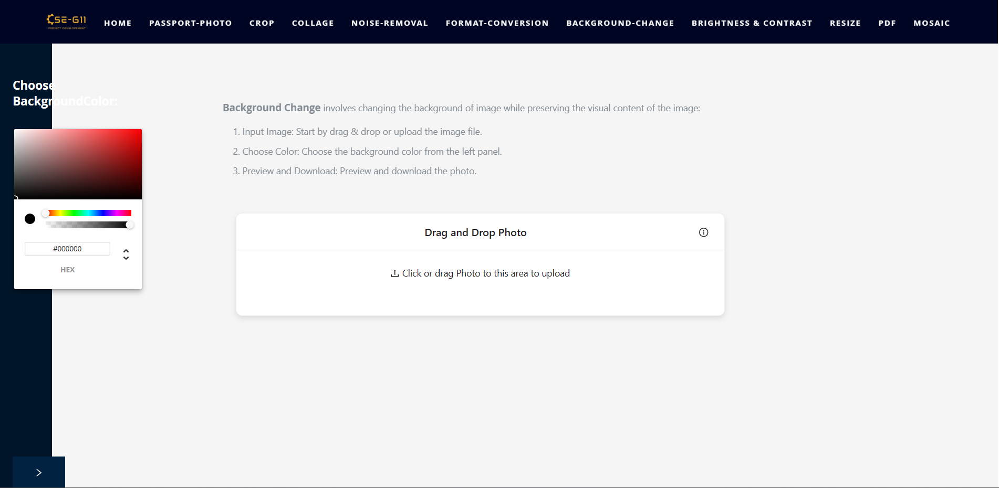 CSE-G11
PROJECT DEVELOPEMENT
HOME PASSPORT-PHOTO CROP COLLAGE NOISE-REMOVAL FORMAT-CONVERSION BACKGROUND-CHANGE BRIGHTNESS & CONTRAST RESIZE PDF MOSAIC
Choose
BackgroundColor:
Background Change involves changing the background of image while preserving the visual content of the image:
1. Input Image: Start by drag & drop or upload the image file.
2. Choose Color: Choose the background color from the left panel.
3. Preview and Download: Preview and download the photo.
Drag and Drop Photo
Click or drag Photo to this area to upload
#000000
HEX